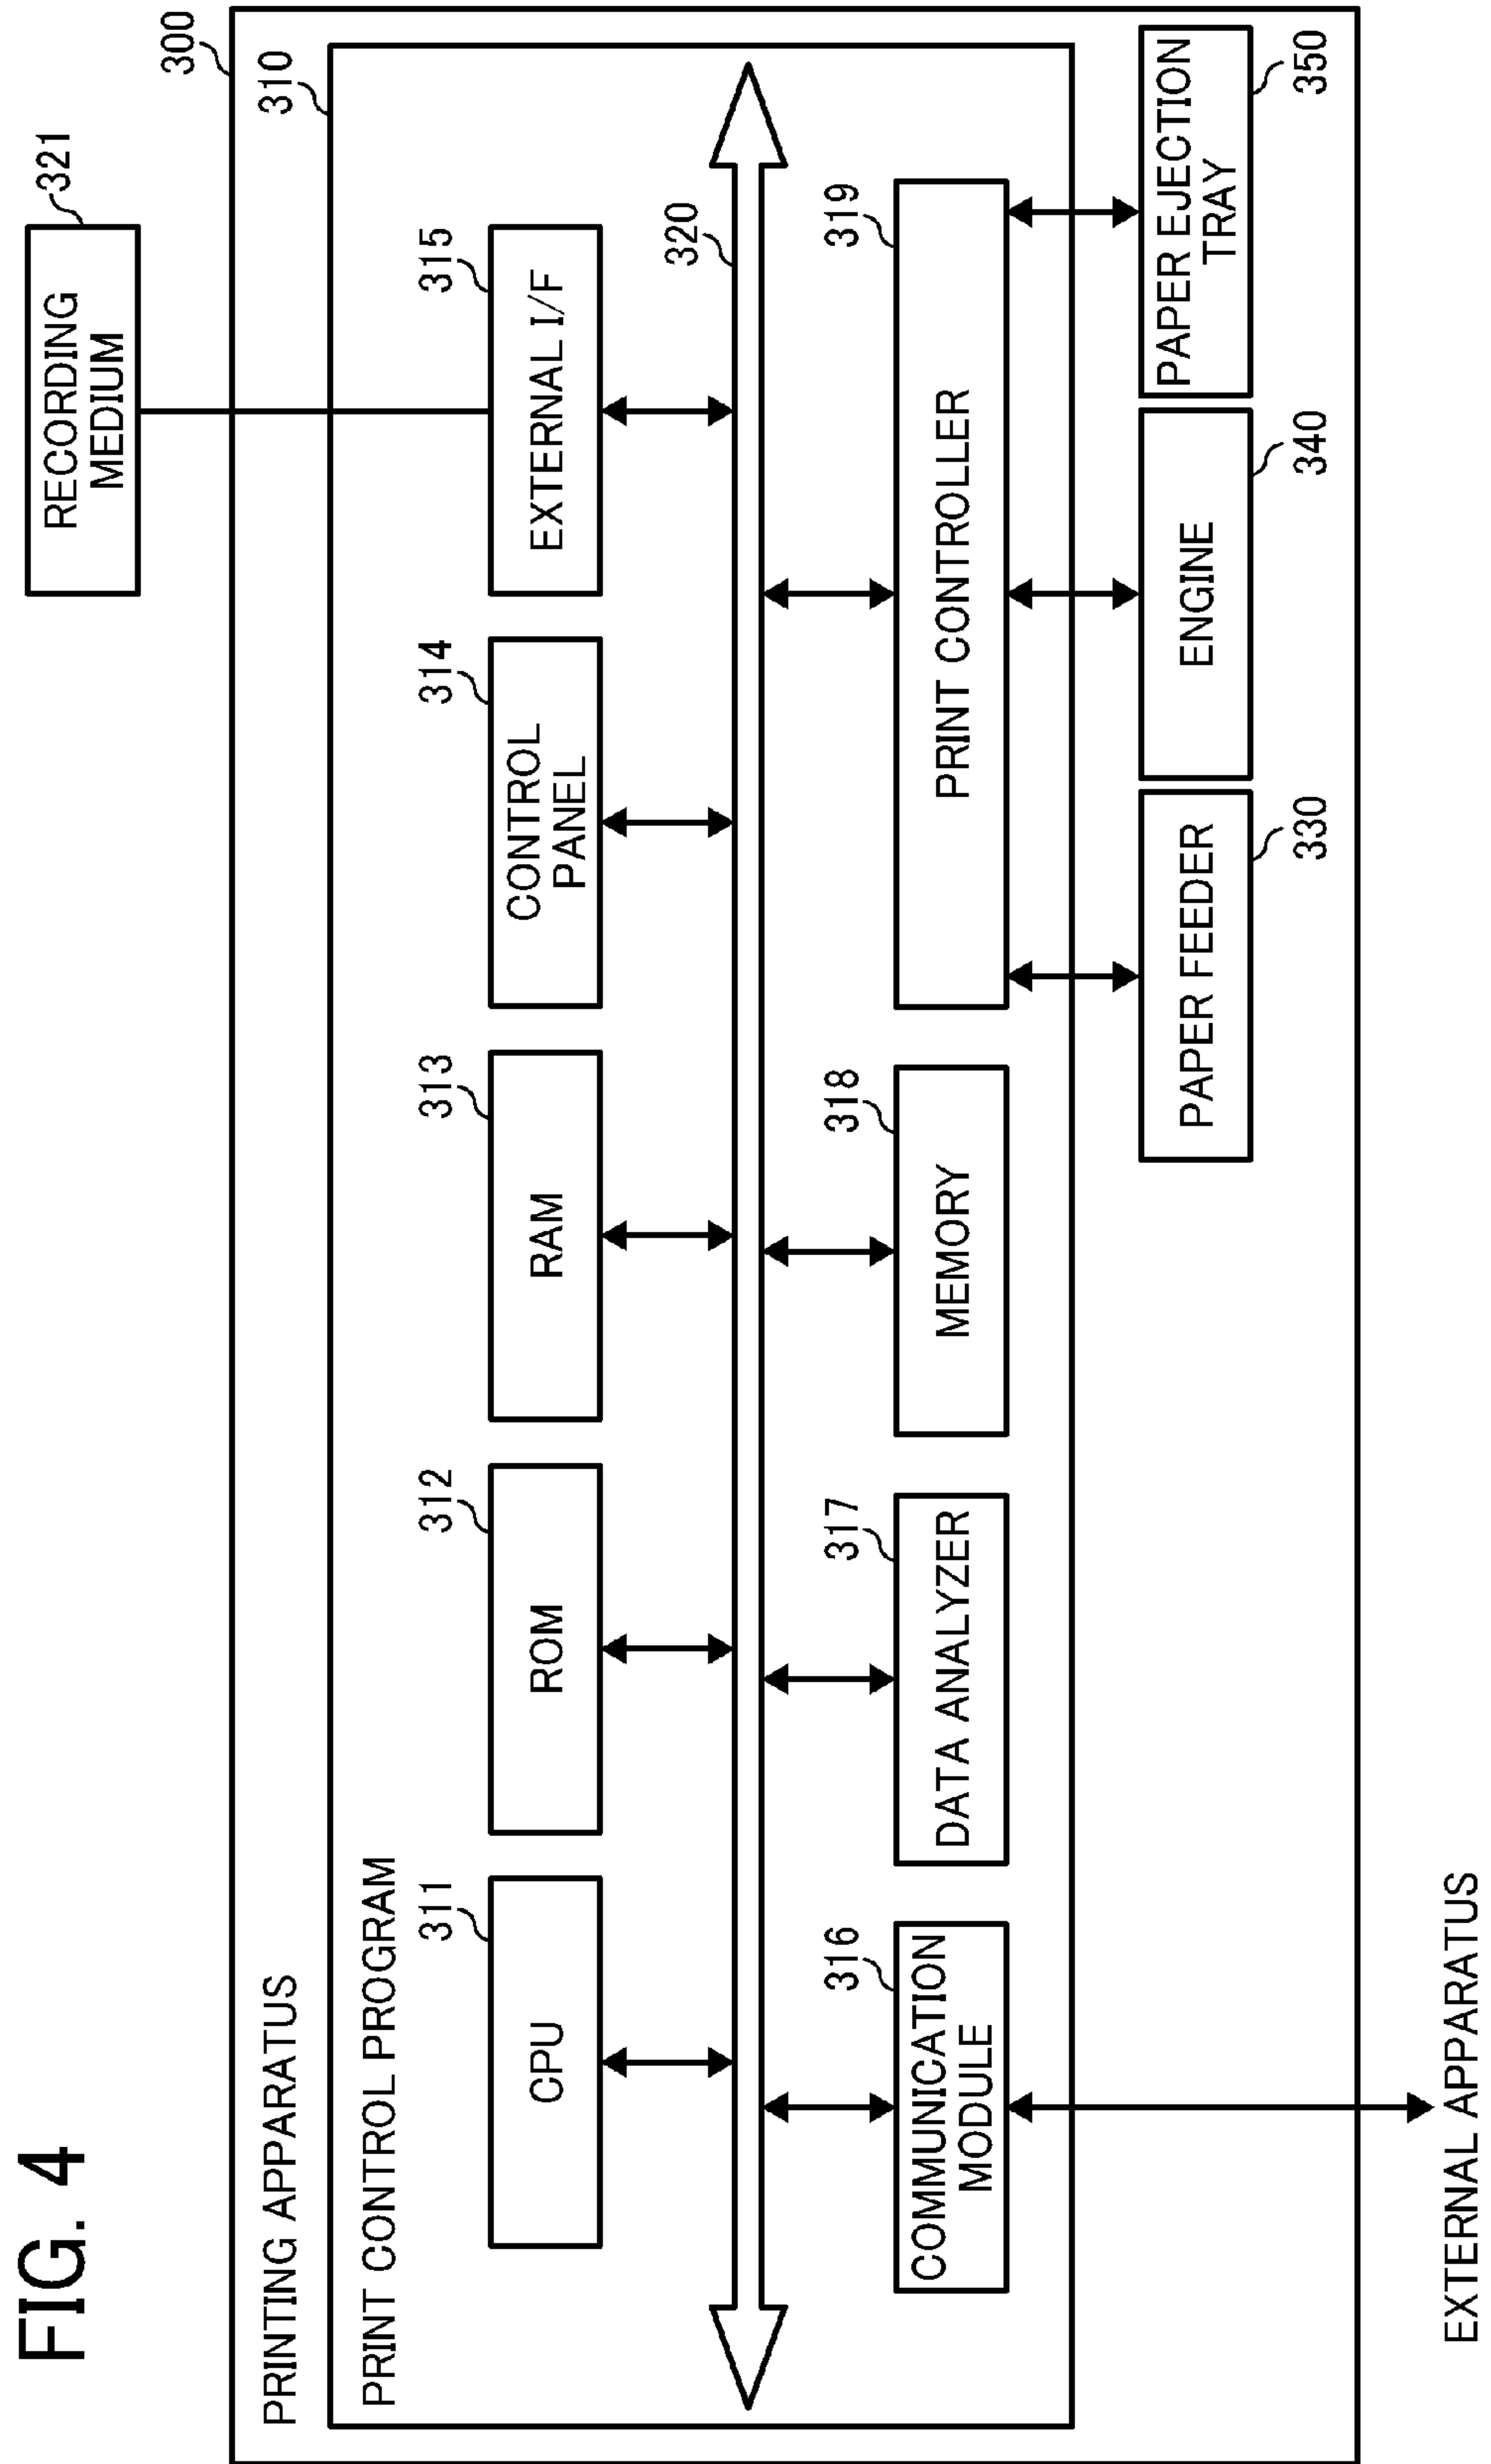 FIG. 4
RECORDING
MEDIUM
321
PRINTING APPARATUS
300
PRINT CONTROL PROGRAM
310
CPU
311
ROM
312
RAM
313
CONTROL
PANEL
314
EXTERNAL I/F
315
320
COMMUNICATION
MODULE
316
DATA ANALYZER
317
MEMORY
318
PRINT CONTROLLER
319
PAPER FEEDER
330
ENGINE
340
PAPER EJECTION
TRAY
350
EXTERNAL APPARATUS